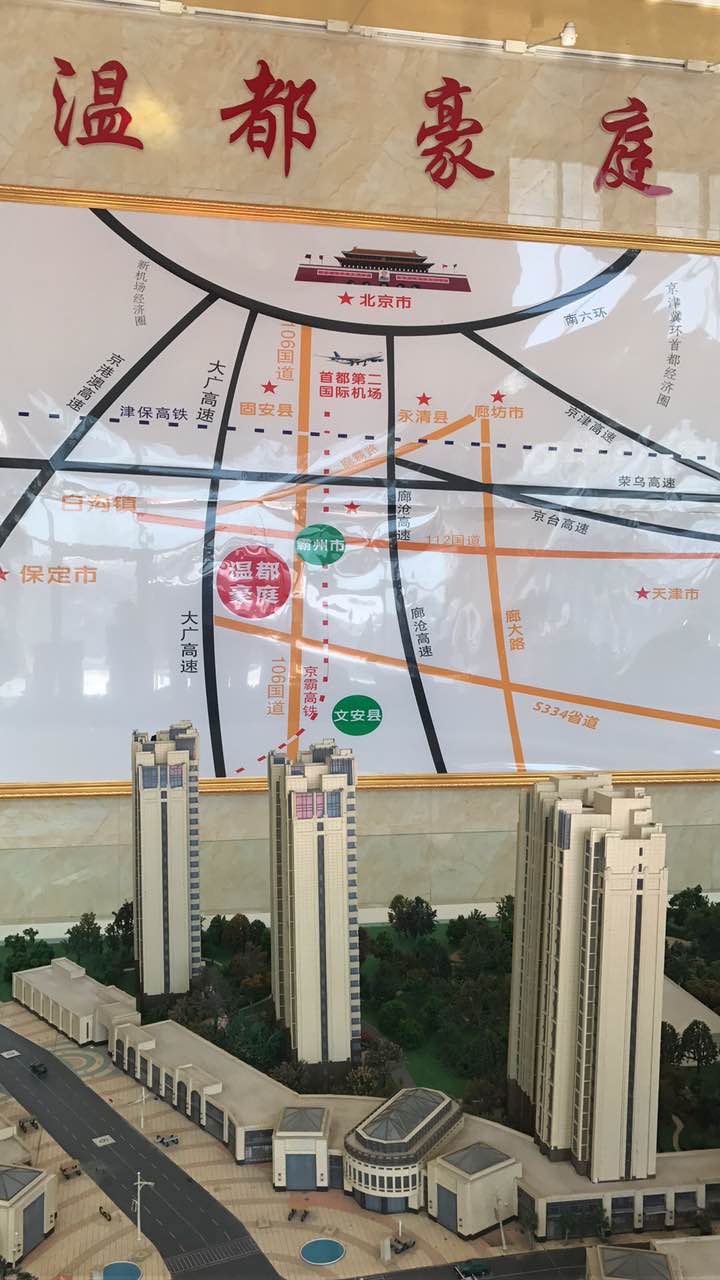 温都豪庭
新机场经济圈
北京市
南六环
京津冀环首都经济圈
106国道
首都第二
国际机场
京港澳高速
大广高速
津保高铁
固安县
永清县
廊坊市
京津高速
荣乌高速
白沟镇
廊沧高速
京台高速
霸州市
112国道
温都
豪庭
保定市
天津市
大广高速
廊沧高速
廊大路
106国道
京霸高铁
文安县
S334省道